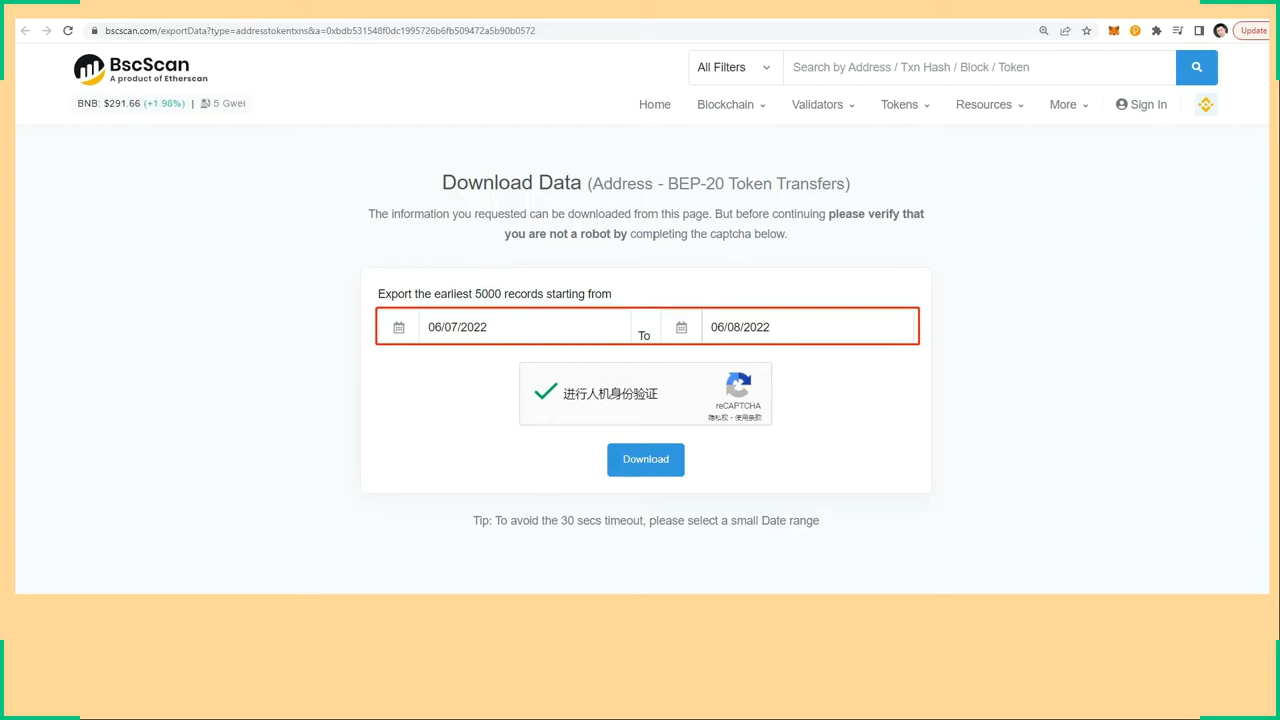 bscscan.com/exportData?type=addresstokentxns&a=0xbdb531548f0dc1995726b6fb509472a5b90b0572
Update
BscScan
A product of Etherscan
All Filters
Search by Address / Txn Hash / Block / Token
BNB: $291.66 (+1.98%) | 5 Gwei
Home Blockchain Validators Tokens Resources More Sign In
Download Data (Address - BEP-20 Token Transfers)
The information you requested can be downloaded from this page. But before continuing please verify that
you are not a robot by completing the captcha below.
Export the earliest 5000 records starting from
06/07/2022 To 06/08/2022
进行人机身份验证
reCAPTCHA
隐私权 - 使用条款
Download
Tip: To avoid the 30 secs timeout, please select a small Date range